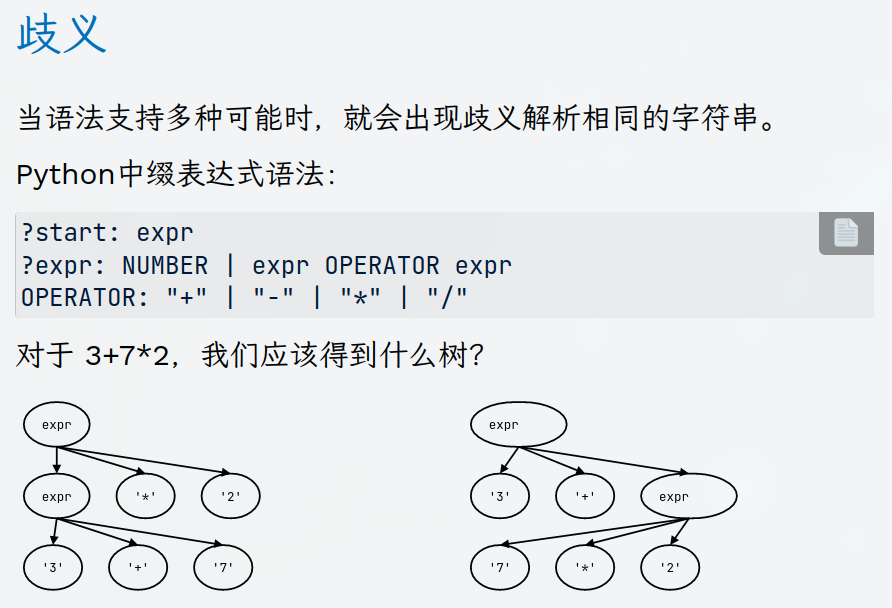 歧义
当语法支持多种可能时，就会出现歧义解析相同的字符串。
Python中缀表达式语法：
?start: expr
?expr: NUMBER | expr OPERATOR expr
OPERATOR: "+" | "-" | "*" | "/"
对于 3+7*2，我们应该得到什么树？
expr expr
expr '*' '2' '3' '+' expr
'3' '+' '7' '7' '*' '2'